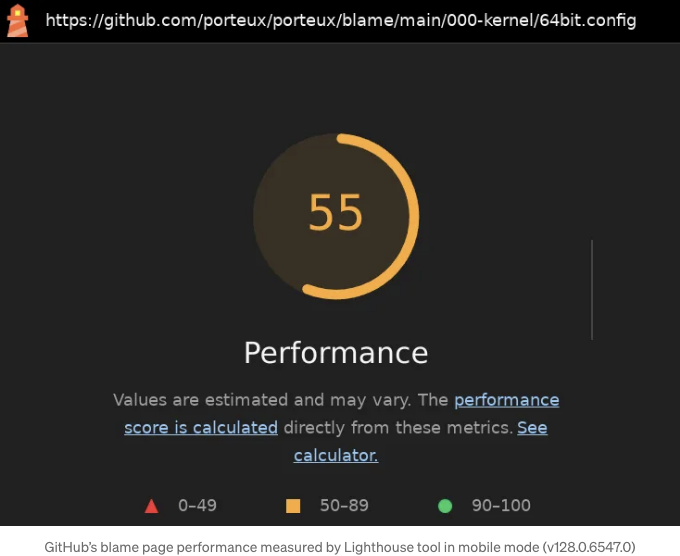 https://github.com/porteux/porteux/blame/main/000-kernel/64bit.config
55
Performance
Values are estimated and may vary. The performance
score is calculated directly from these metrics. See
calculator.
0–49 50–89 90–100
GitHub’s blame page performance measured by Lighthouse tool in mobile mode (v128.0.6547.0)